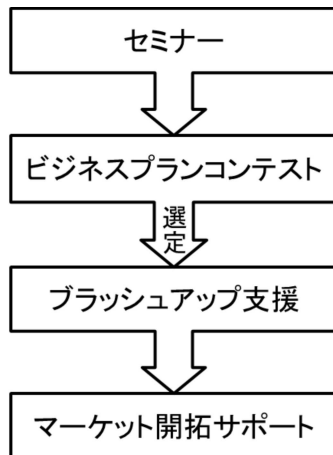 セミナー
ビジネスプランコンテスト
選定
ブラッシュアップ支援
マーケット開拓サポート